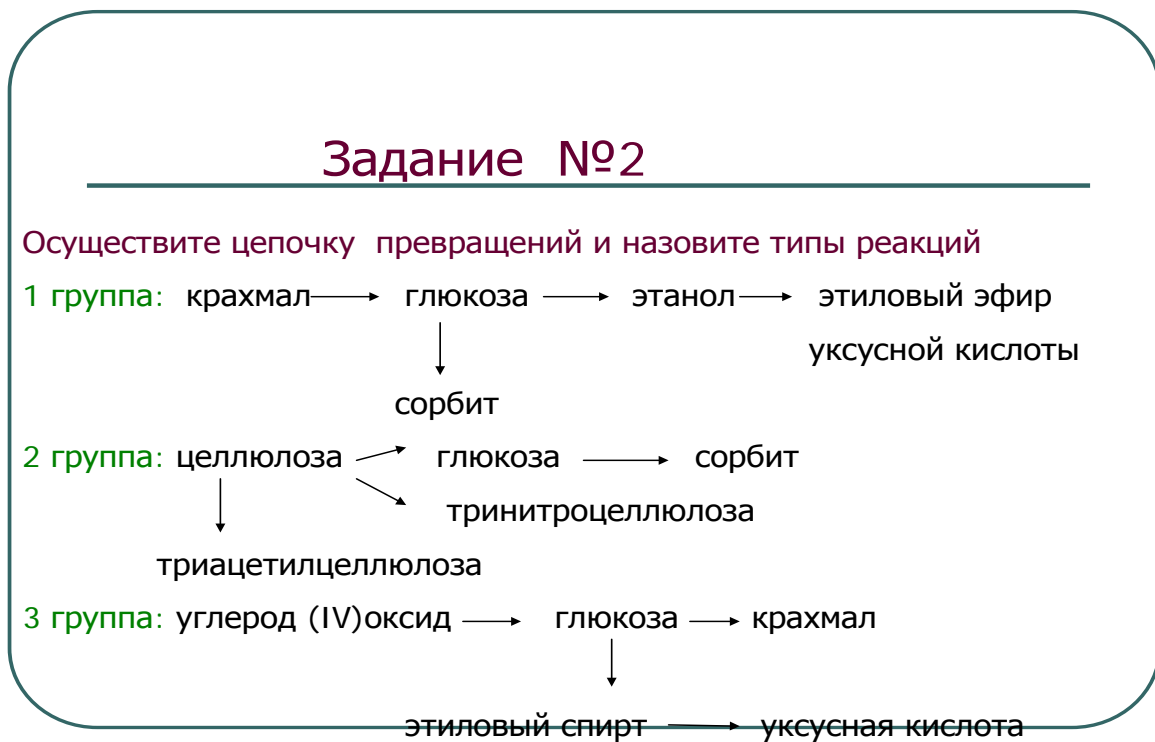 Задание №2
Осуществите цепочку превращений и назовите типы реакций
1 группа: крахмал глюкоза этанол этиловый эфир
уксусной кислоты
сорбит
2 группа: целлюлоза глюкоза сорбит
тринитроцеллюлоза
триацетилцеллюлоза
3 группа: углерод (IV)оксид глюкоза крахмал
этиловый спирт уксусная кислота